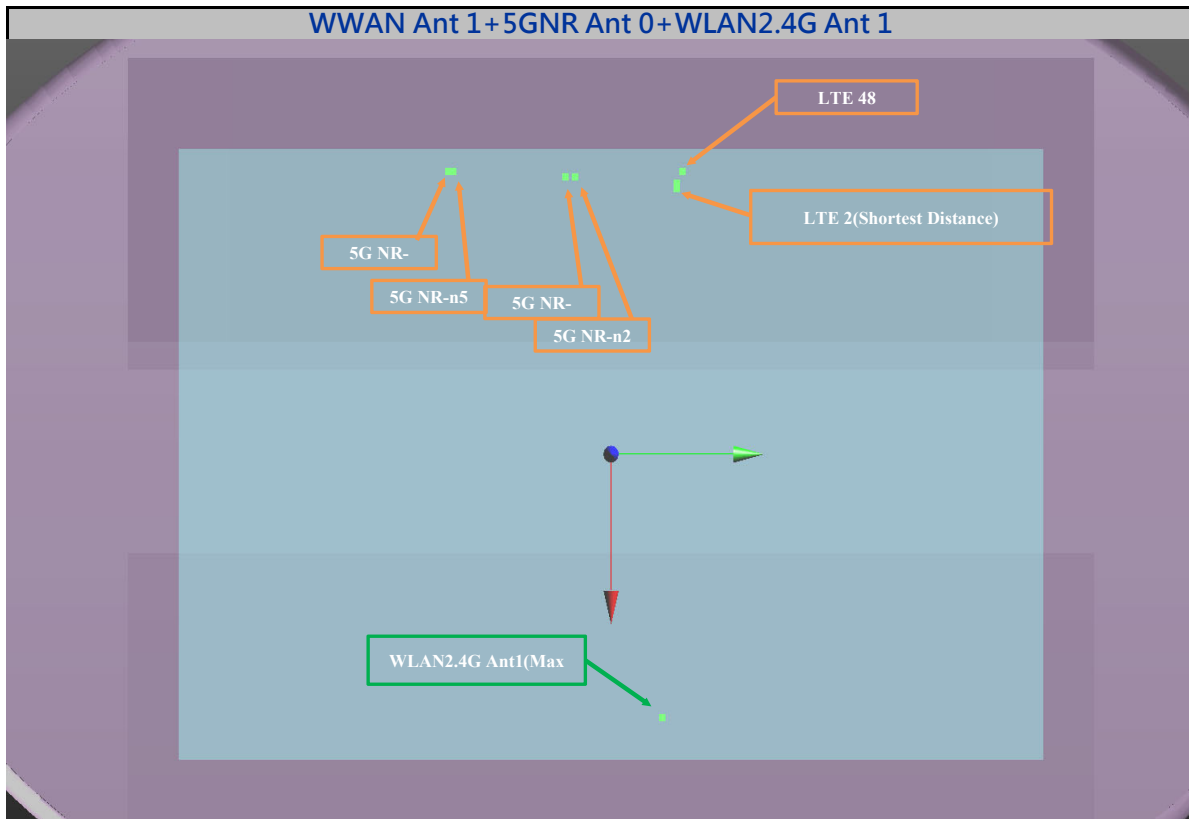 WWAN Ant 1+5GNR Ant 0+WLAN2.4G Ant 1
LTE 48
LTE 2(Shortest Distance)
5G NR-
5G NR-n5
5G NR-
5G NR-n2
WLAN2.4G Ant1(Max